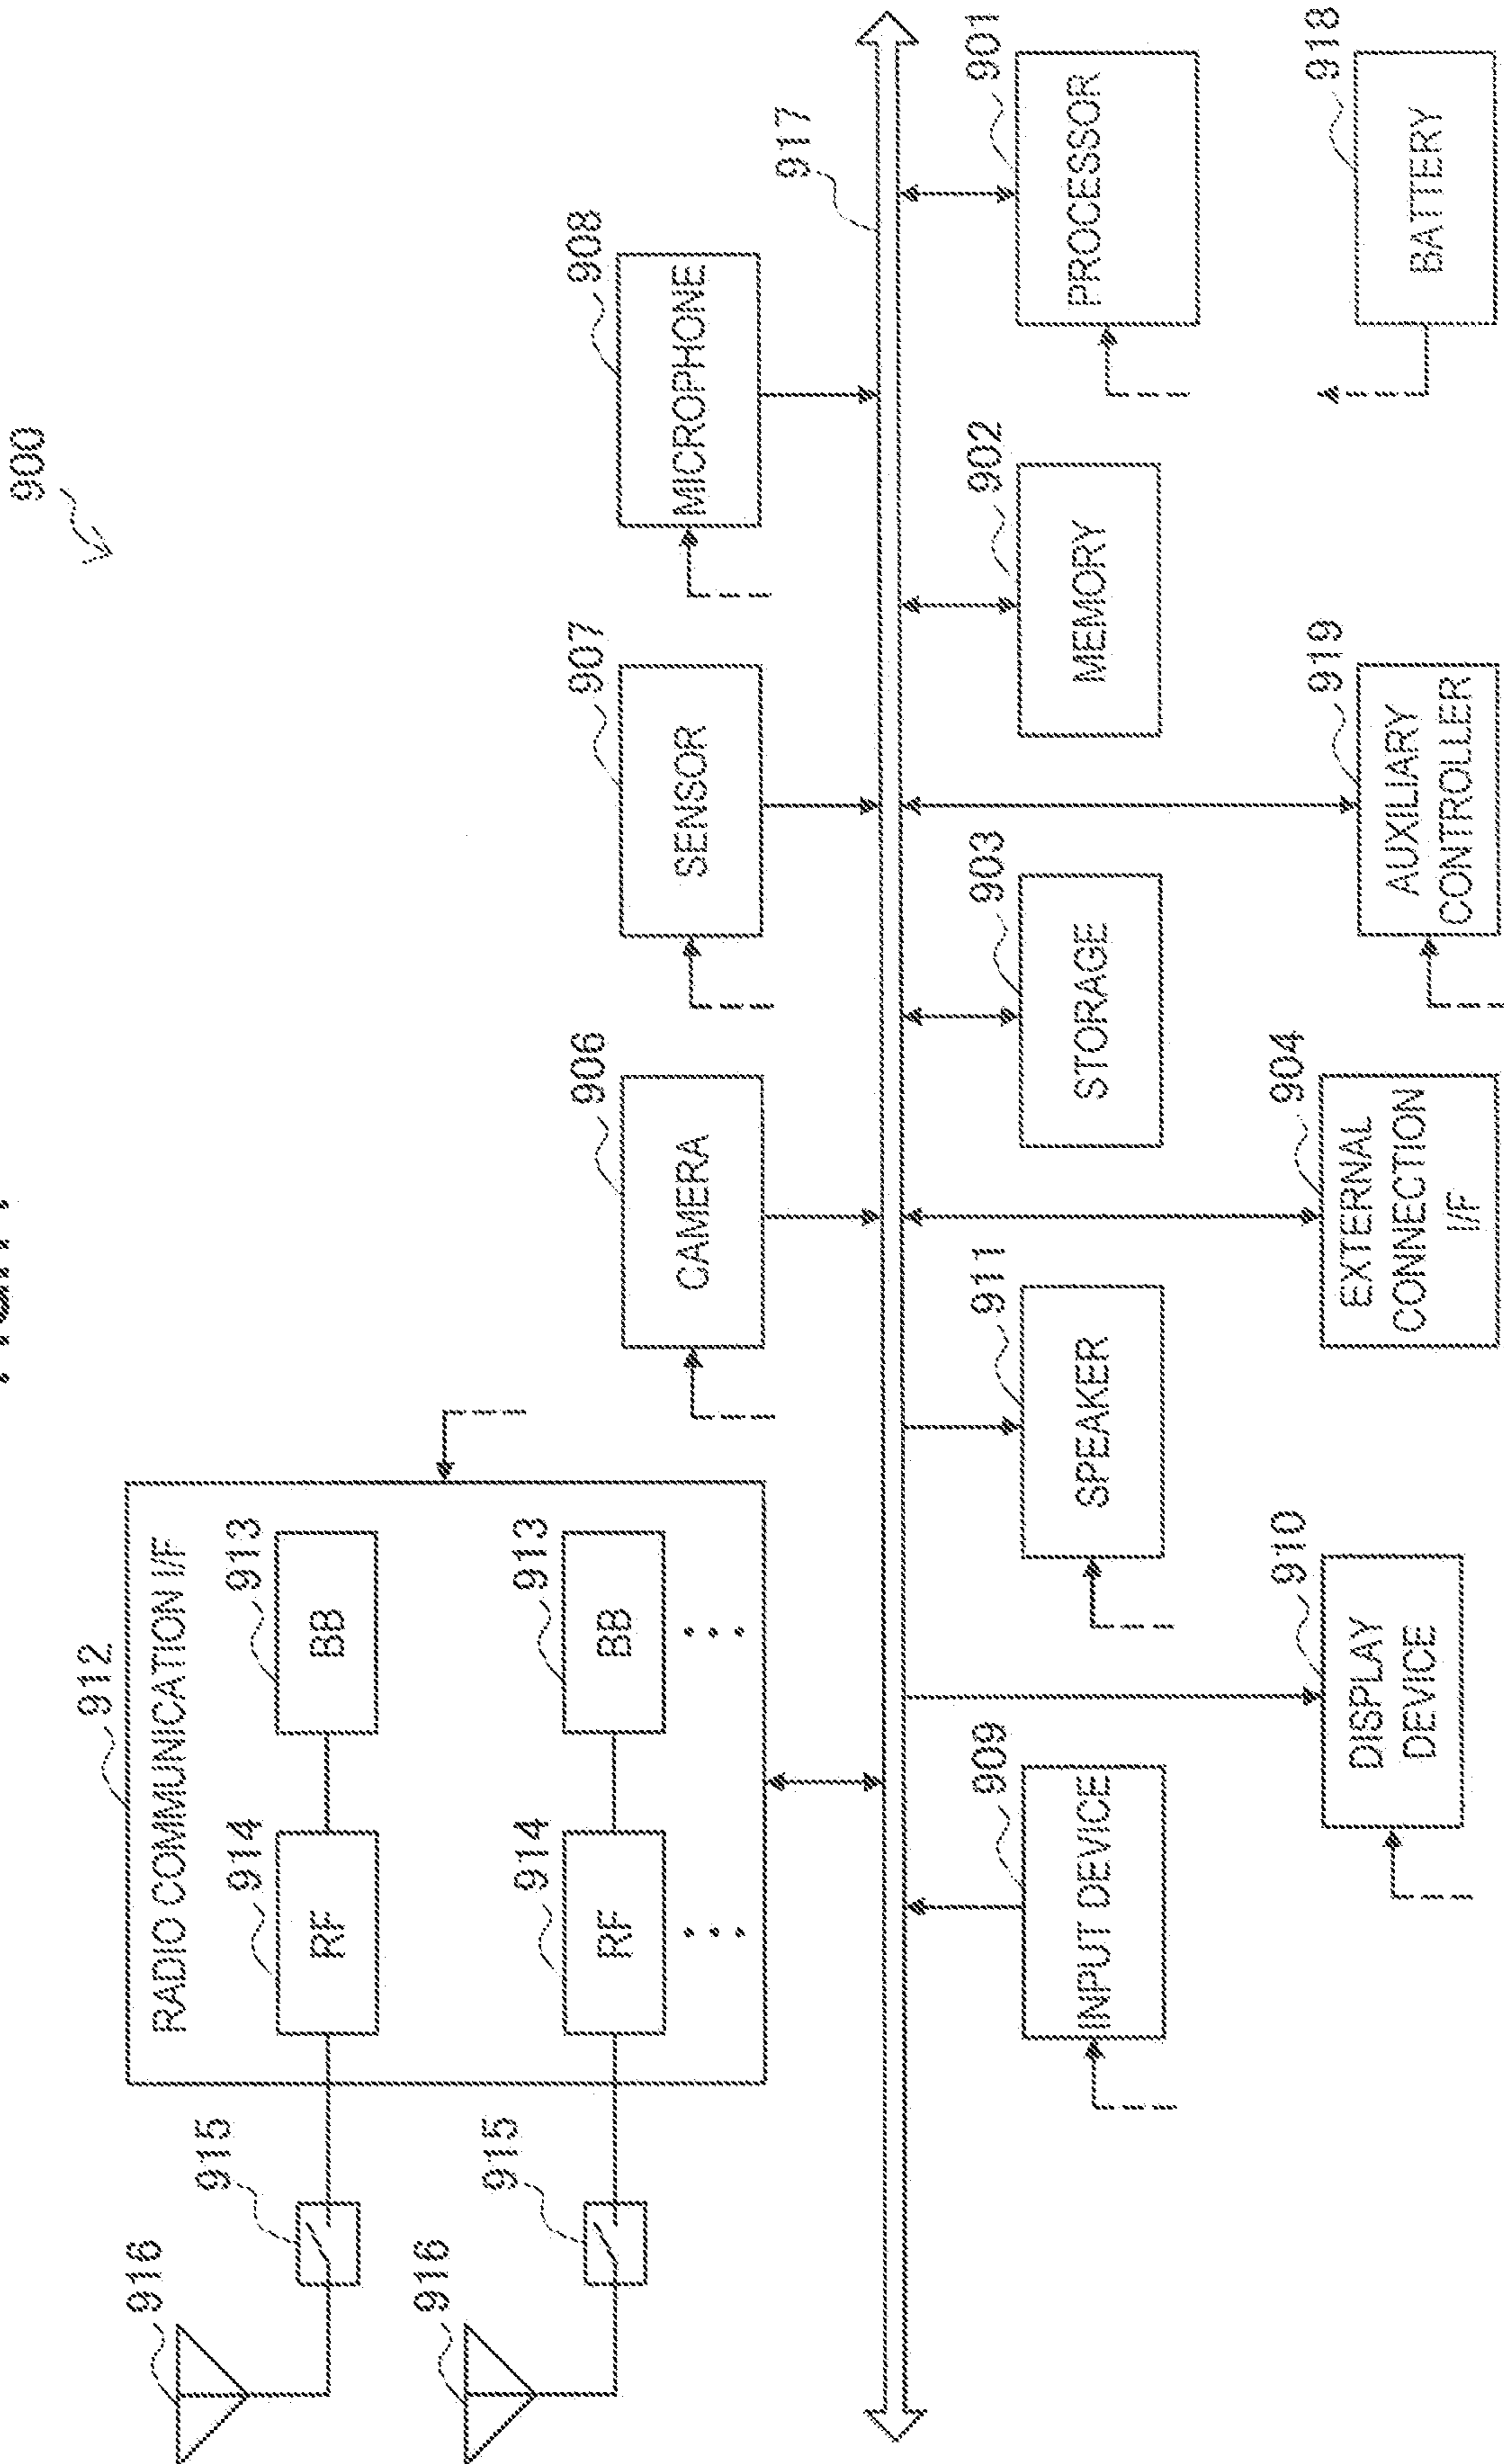 900
912
RADIO COMMUNICATION I/F
916
915
914
RF
913
BB
916
915
914
RF
913
BB
906
CAMERA
907
SENSOR
908
MICROPHONE
917
909
INPUT DEVICE
911
SPEAKER
903
STORAGE
902
MEMORY
901
PROCESSOR
910
DISPLAY
DEVICE
904
EXTERNAL
CONNECTION
I/F
919
AUXILIARY
CONTROLLER
918
BATTERY